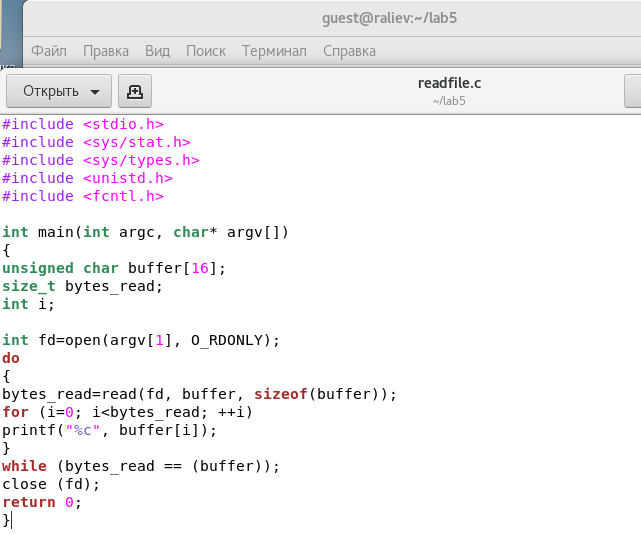 guest@raliev:~/lab5
Файл Правка Вид Поиск Терминал Справка
Открыть
readfile.c
~/lab5
#include <stdio.h>
#include <sys/stat.h>
#include <sys/types.h>
#include <unistd.h>
#include <fcntl.h>
int main(int argc, char* argv[])
{
unsigned char buffer[16];
size_t bytes_read;
int i;
int fd=open(argv[1], O_RDONLY);
do
{
bytes_read=read(fd, buffer, sizeof(buffer));
for (i=0; i<bytes_read; ++i)
printf("%c", buffer[i]);
}
while (bytes_read == (buffer));
close (fd);
return 0;
}